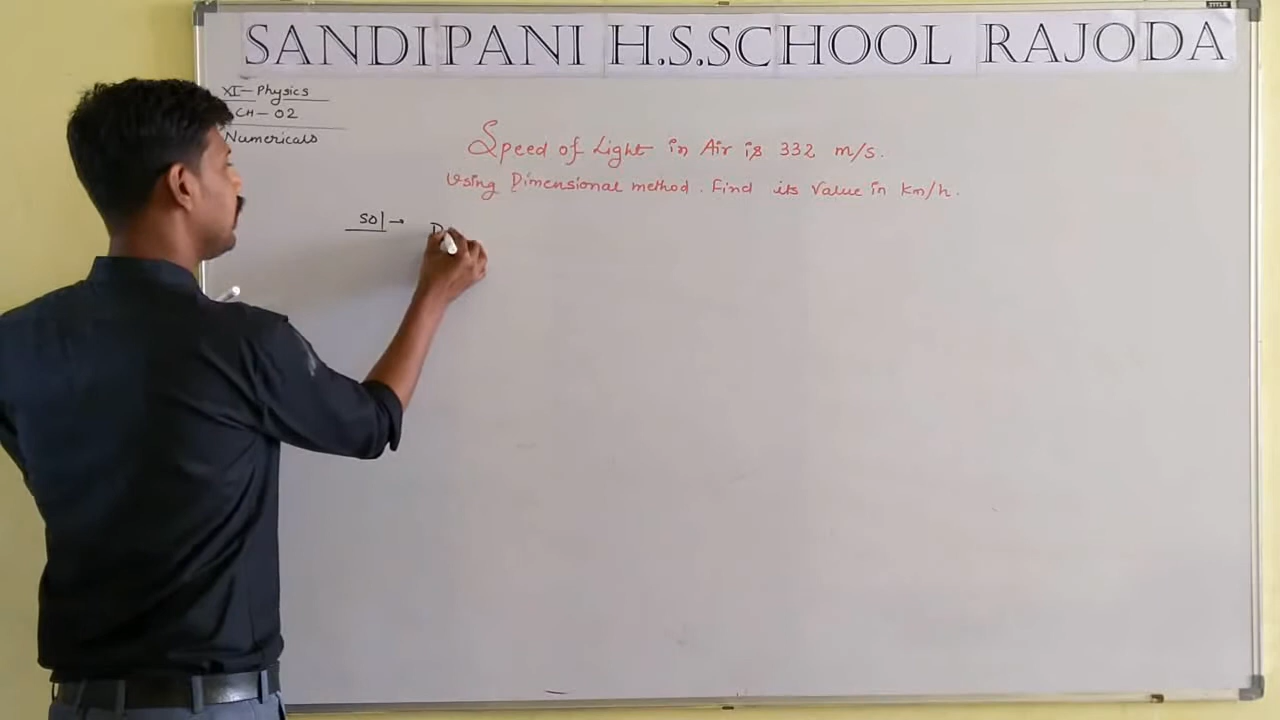 SANDIPANI H.S.SCHOOL RAJODA
XI- Physics
CH- 02
Numericals
Speed of Light in Air is 332 m/s.
Using Dimensional method. Find its Value in Km/h.
Sol→ D